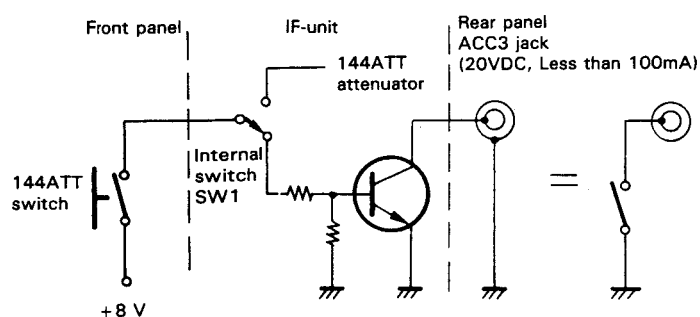 Front panel
IF-unit
Rear panel
ACC3 jack
(20VDC, Less than 100mA)
144ATT
attenuator
Internal
switch
SW1
144ATT
switch
+8 V
=